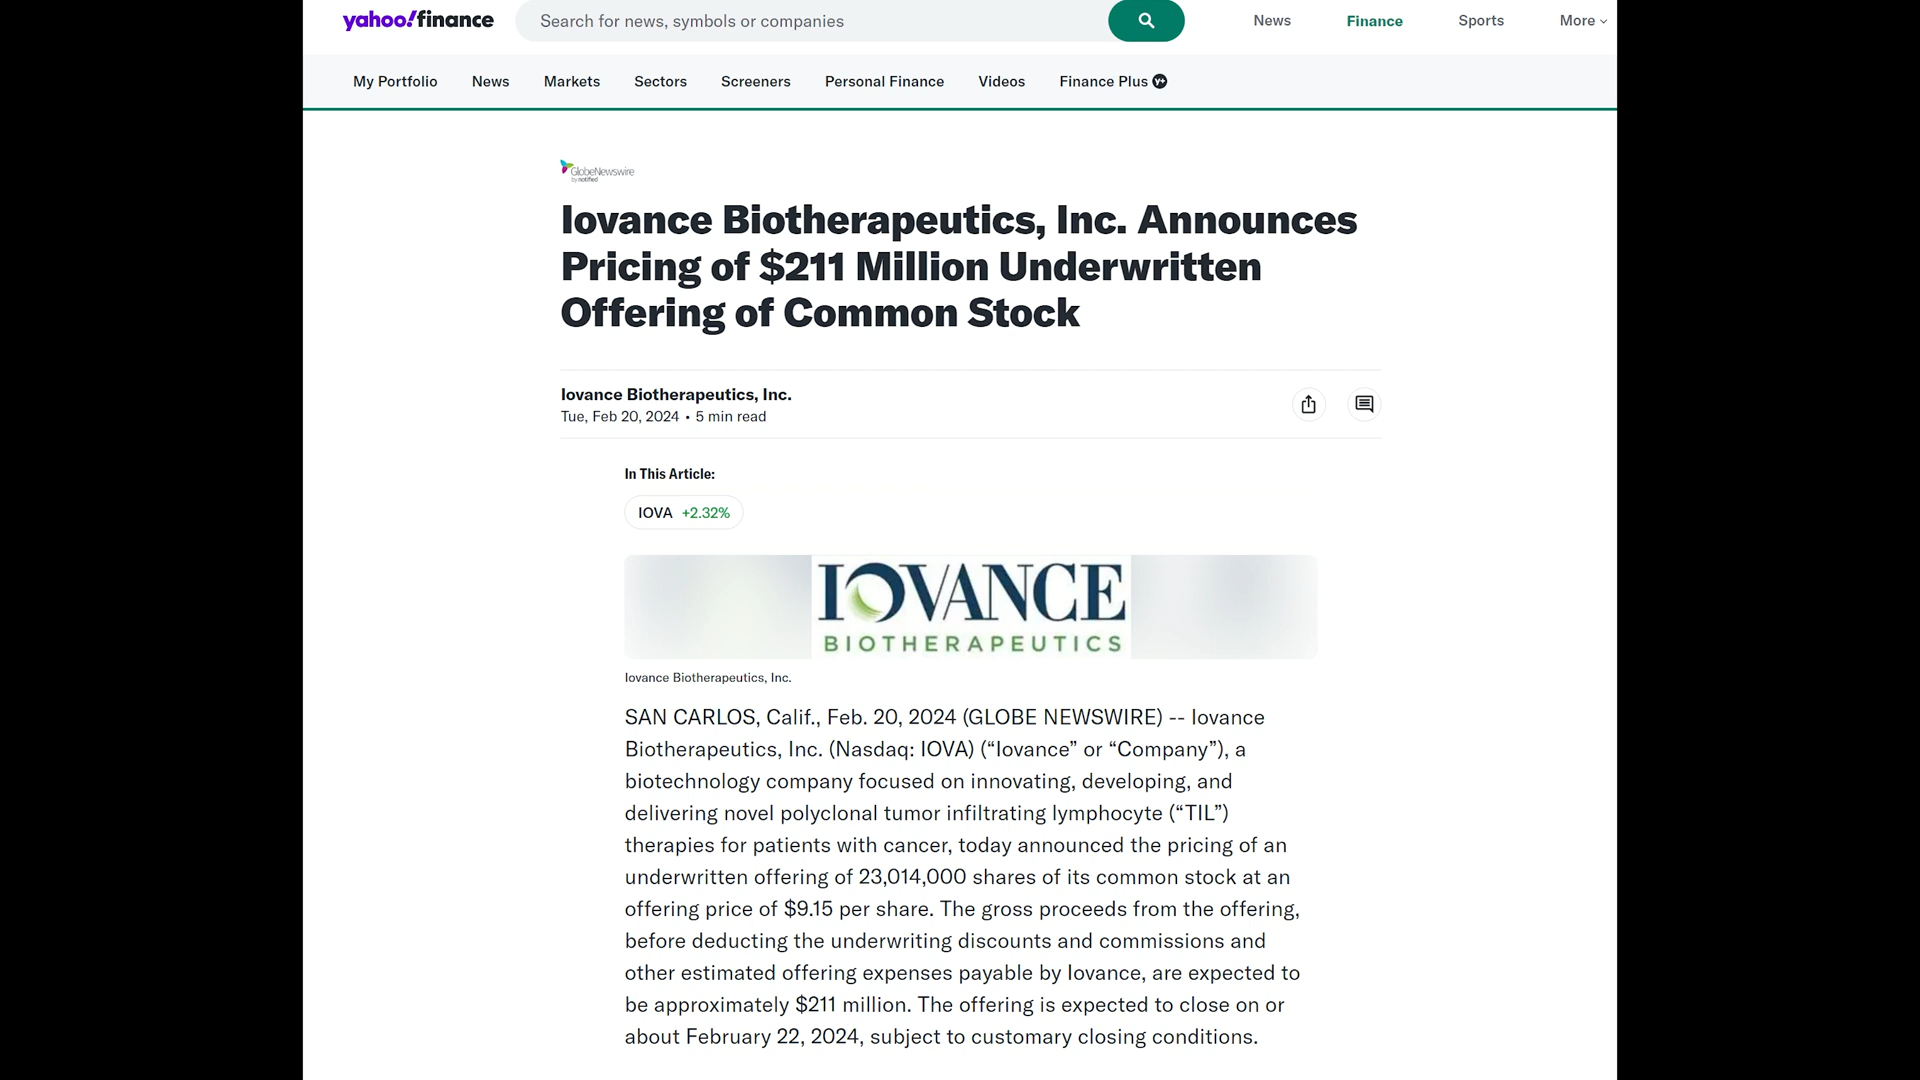 yahoo!finance
Search for news, symbols or companies
News
Finance
Sports
More
My Portfolio
News
Markets
Sectors
Screeners
Personal Finance
Videos
Finance Plus Y+
GlobeNewswire
by notified
Iovance Biotherapeutics, Inc. Announces
Pricing of $211 Million Underwritten
Offering of Common Stock
Iovance Biotherapeutics, Inc.
Tue, Feb 20, 2024 • 5 min read
In This Article:
IOVA +2.32%
IOVANCE
BIOTHERAPEUTICS
Iovance Biotherapeutics, Inc.
SAN CARLOS, Calif., Feb. 20, 2024 (GLOBE NEWSWIRE) -- Iovance
Biotherapeutics, Inc. (Nasdaq: IOVA) (“Iovance” or “Company”), a
biotechnology company focused on innovating, developing, and
delivering novel polyclonal tumor infiltrating lymphocyte (“TIL”)
therapies for patients with cancer, today announced the pricing of an
underwritten offering of 23,014,000 shares of its common stock at an
offering price of $9.15 per share. The gross proceeds from the offering,
before deducting the underwriting discounts and commissions and
other estimated offering expenses payable by Iovance, are expected to
be approximately $211 million. The offering is expected to close on or
about February 22, 2024, subject to customary closing conditions.